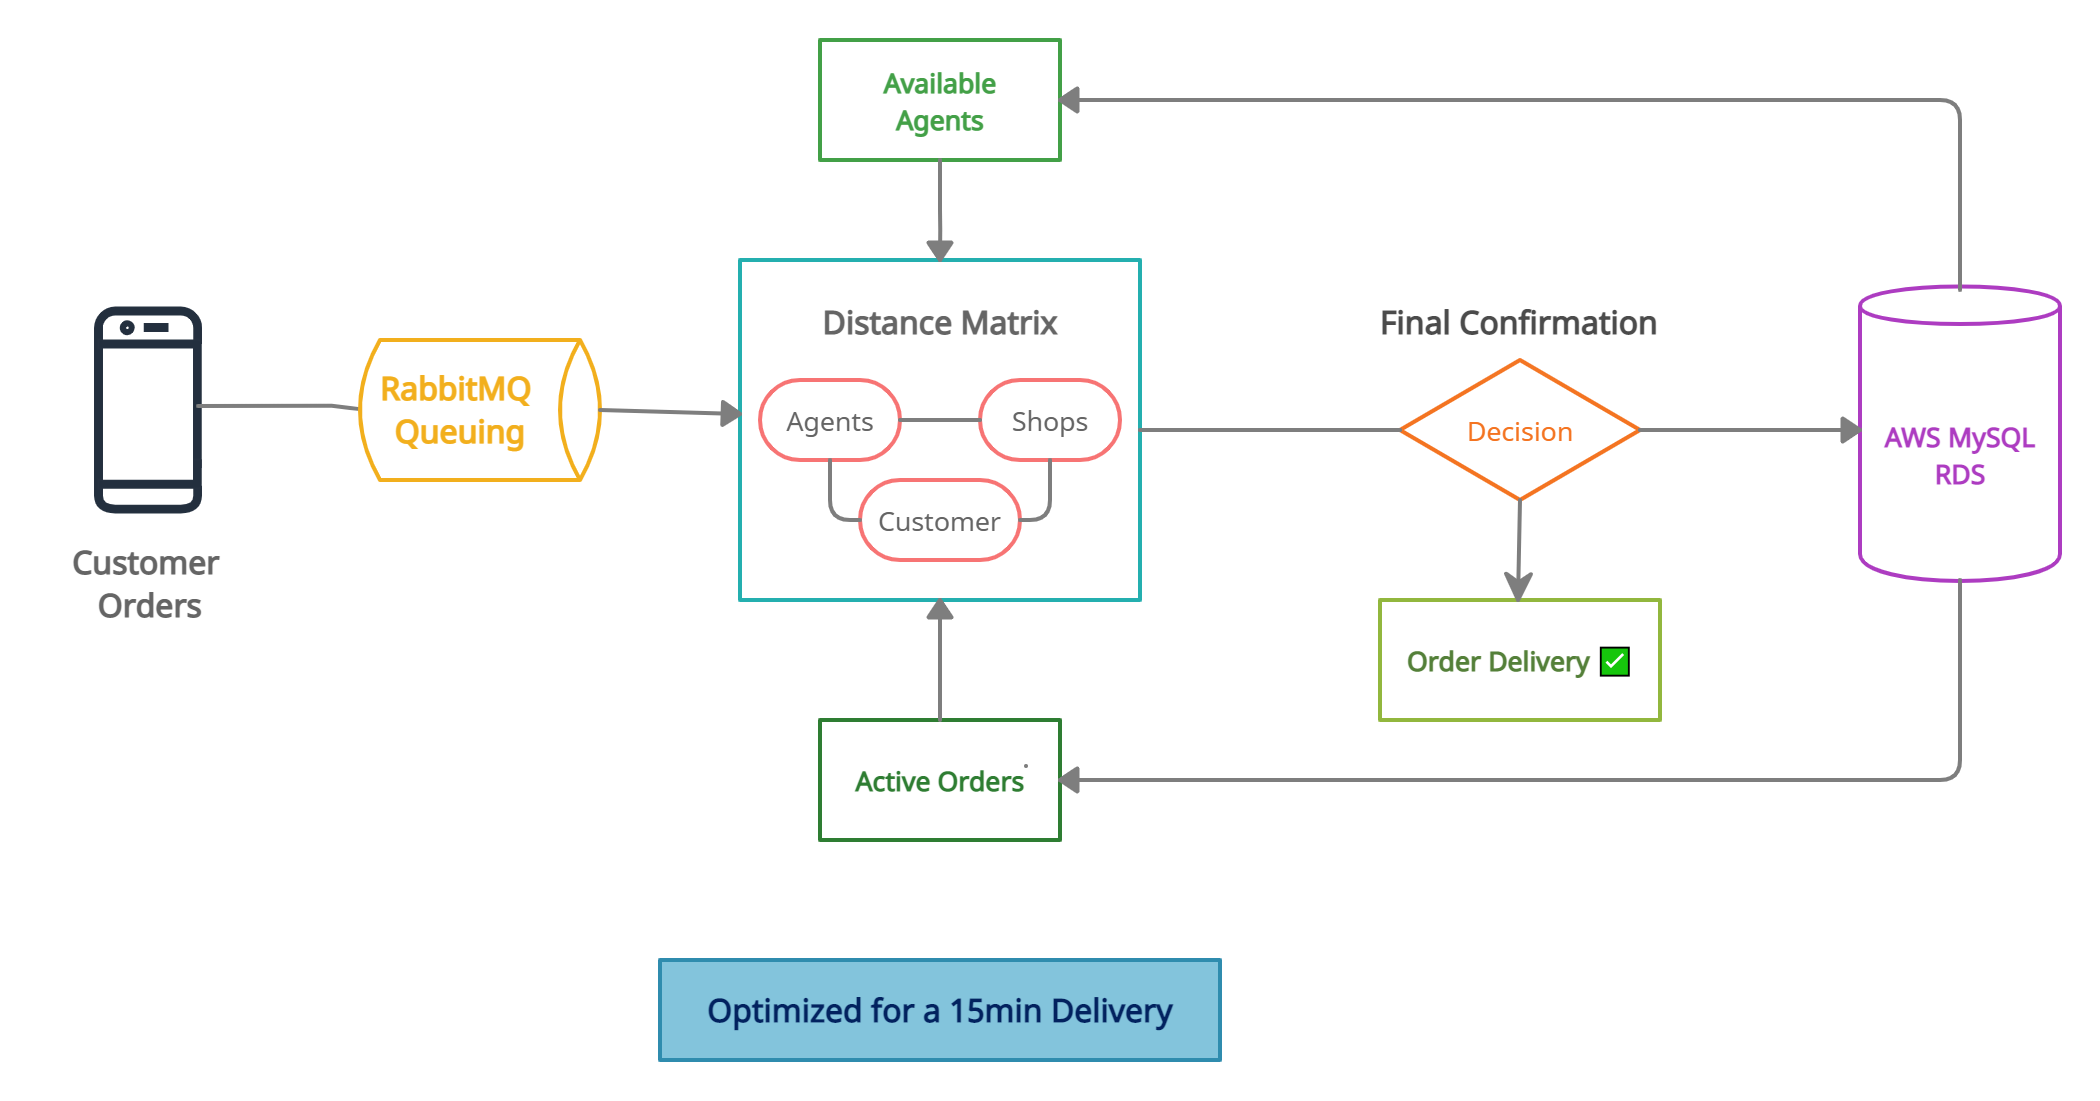 Available
Agents
Distance Matrix
Final Confirmation
RabbitMQ
Queuing
Agents
Shops
Decision
AWS MySQL
RDS
Customer
Customer
Orders
Order Delivery ✅
Active Orders
Optimized for a 15min Delivery